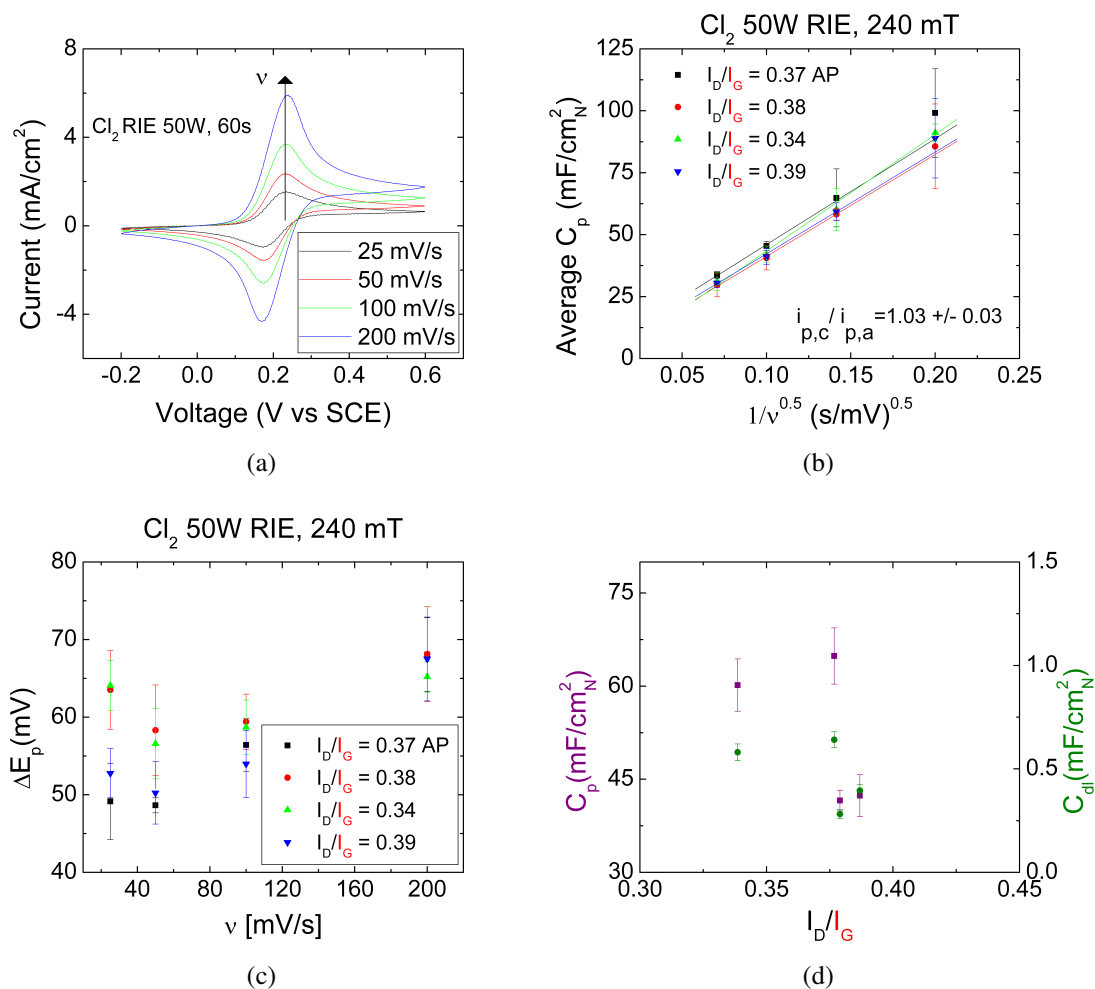 Cl2 RIE 50W, 60s
ν
Current (mA/cm2)
8
4
0
-4
-0.2 0.0 0.2 0.4 0.6
Voltage (V vs SCE)
25 mV/s
50 mV/s
100 mV/s
200 mV/s
(a)
Cl2 50W RIE, 240 mT
Average Cp (mF/cm2N)
125
100
75
50
25
0
ID/IG = 0.37 AP
ID/IG = 0.38
ID/IG = 0.34
ID/IG = 0.39
ip,c/ip,a=1.03 +/- 0.03
0.05 0.10 0.15 0.20 0.25
1/ν0.5 (s/mV)0.5
(b)
Cl2 50W RIE, 240 mT
ΔEp(mV)
80
70
60
50
40
ID/IG = 0.37 AP
ID/IG = 0.38
ID/IG = 0.34
ID/IG = 0.39
0 40 80 120 160 200
ν [mV/s]
(c)
Cp(mF/cm2N)
75
60
45
30
1.5
1.0
0.5
0.0
Cdl(mF/cm2N)
0.30 0.35 0.40 0.45
ID/IG
(d)